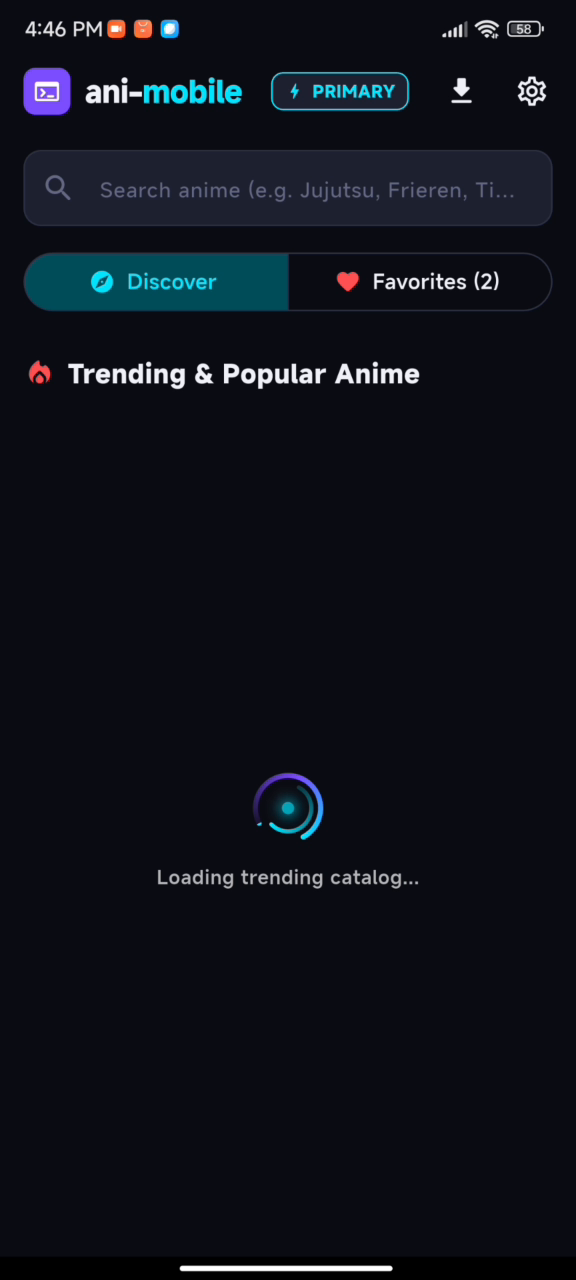 4:46 PM
58
ani-mobile
PRIMARY
Search anime (e.g. Jujutsu, Frieren, Ti...
Discover
Favorites (2)
Trending & Popular Anime
Loading trending catalog...